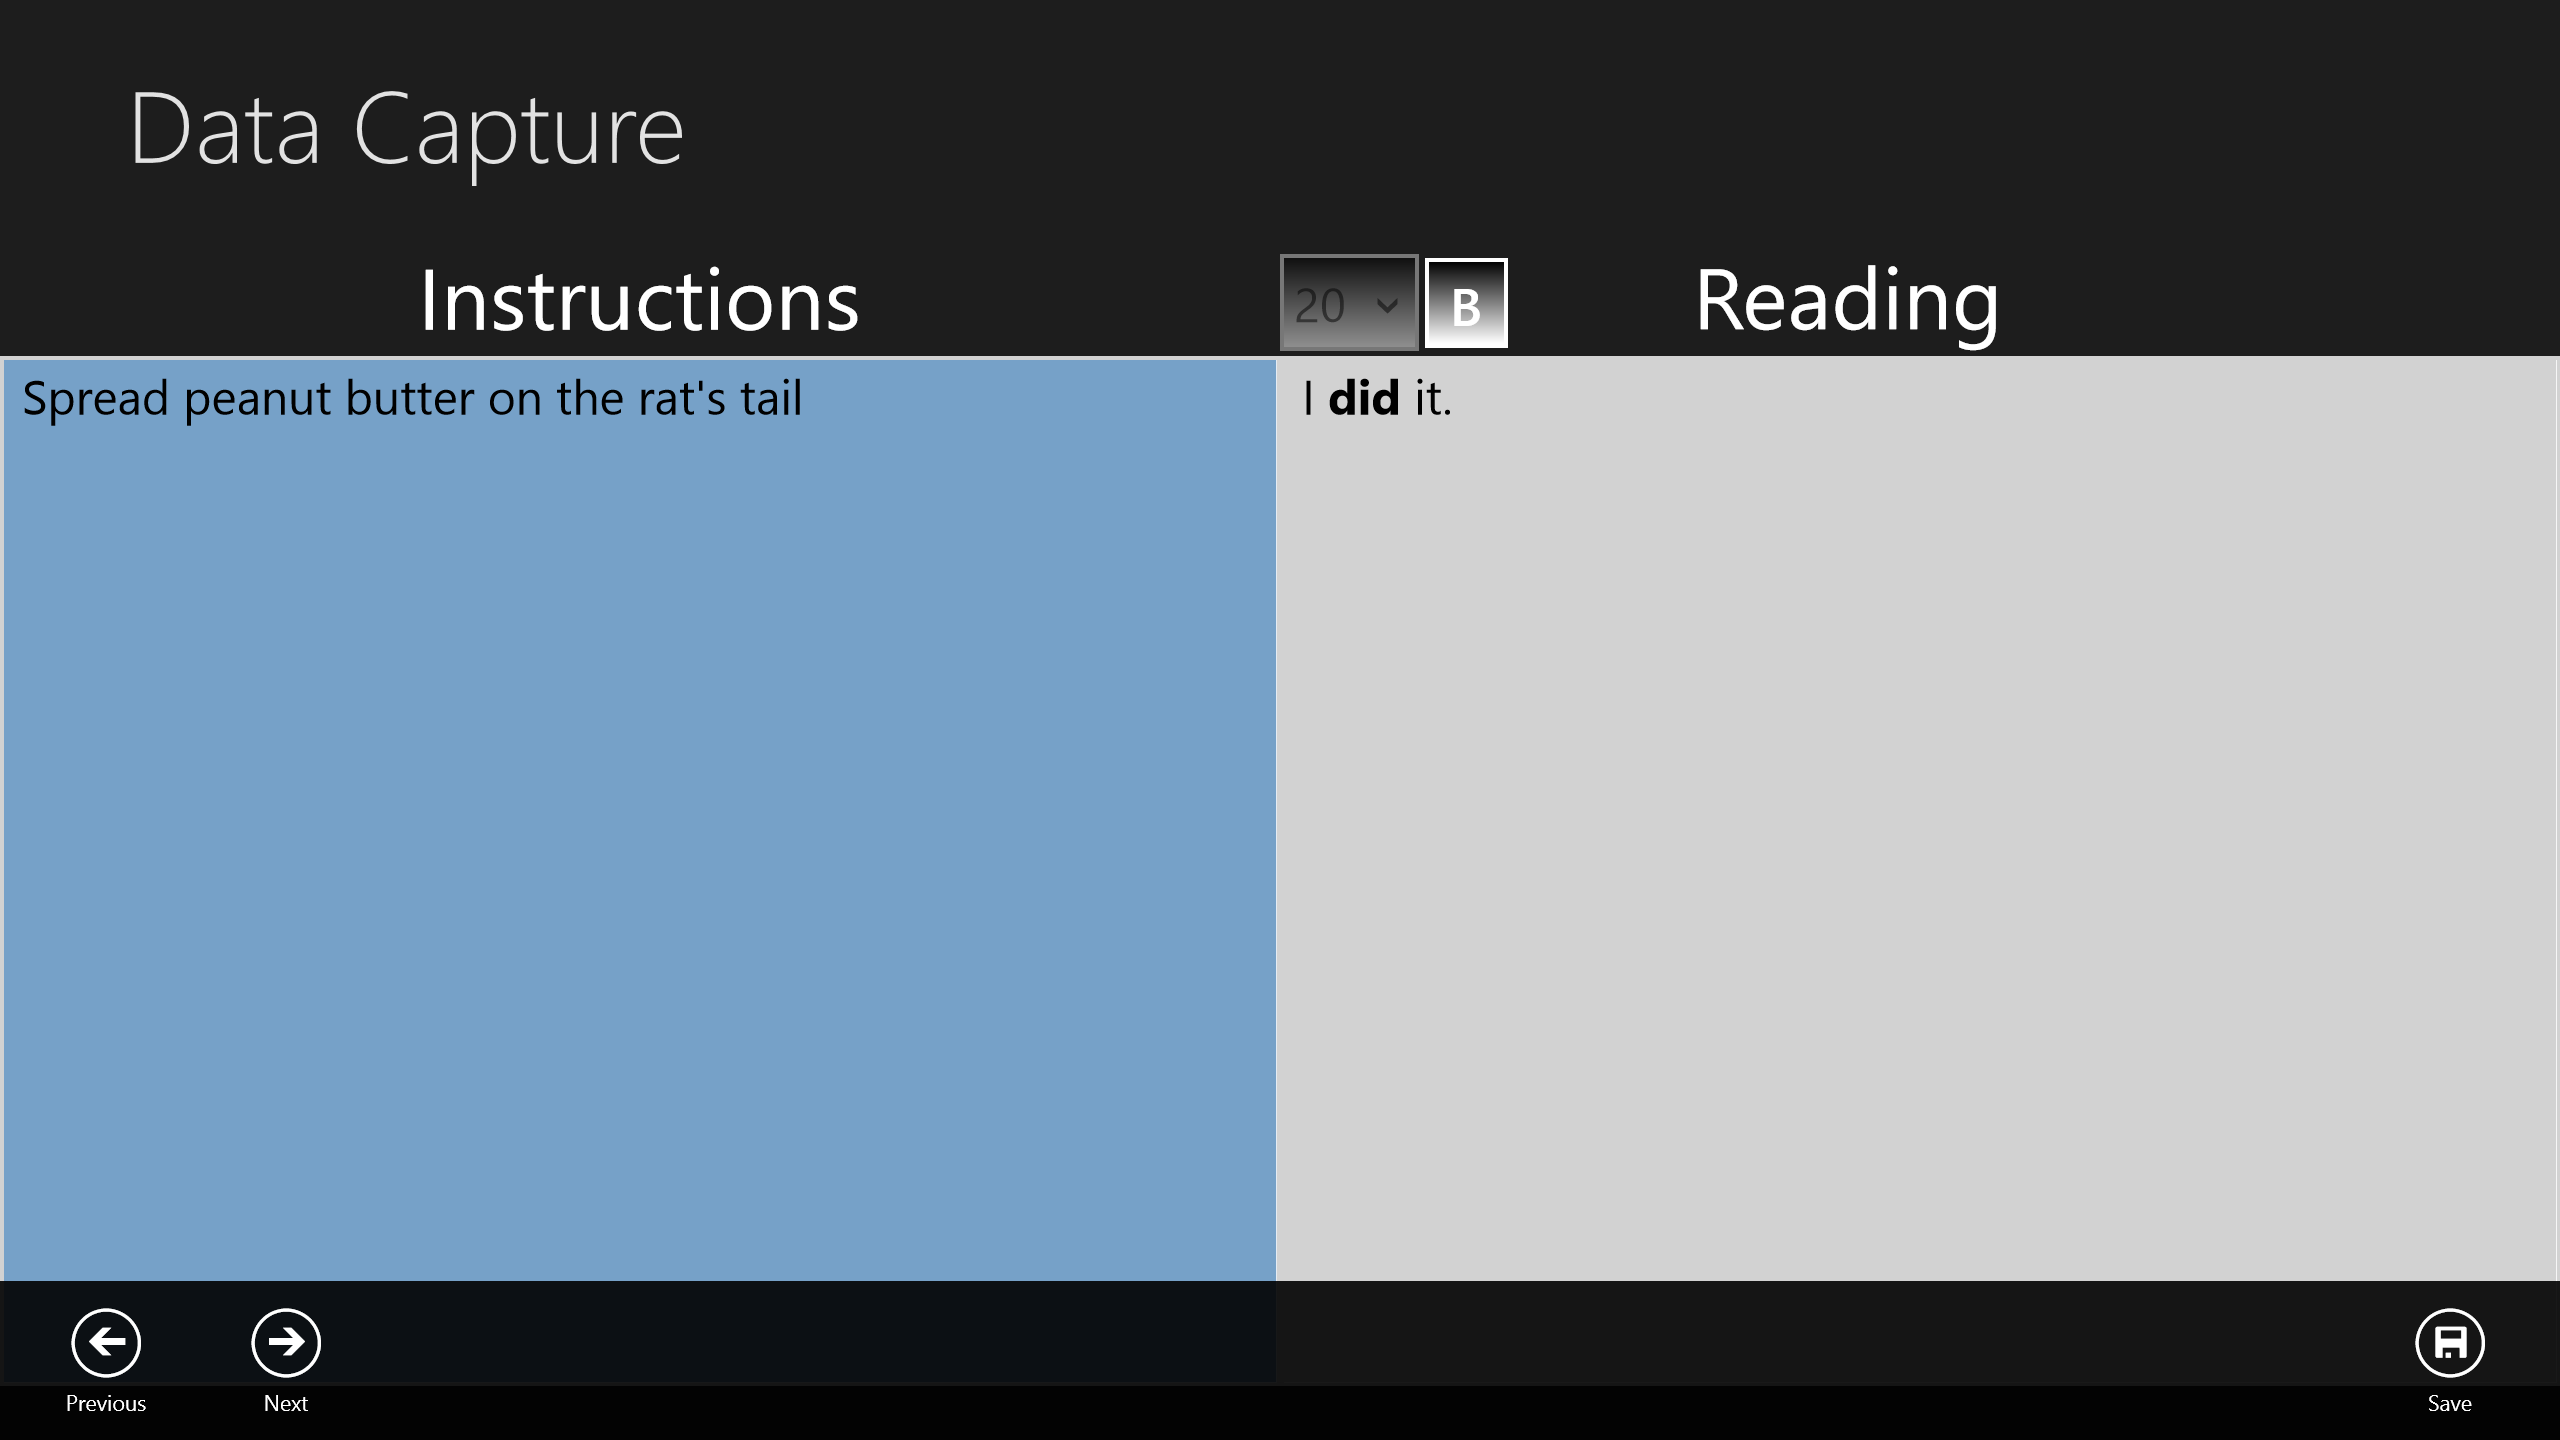 Data Capture
Instructions
20
B
Reading
Spread peanut butter on the rat's tail
I did it.
Previous
Next
Save